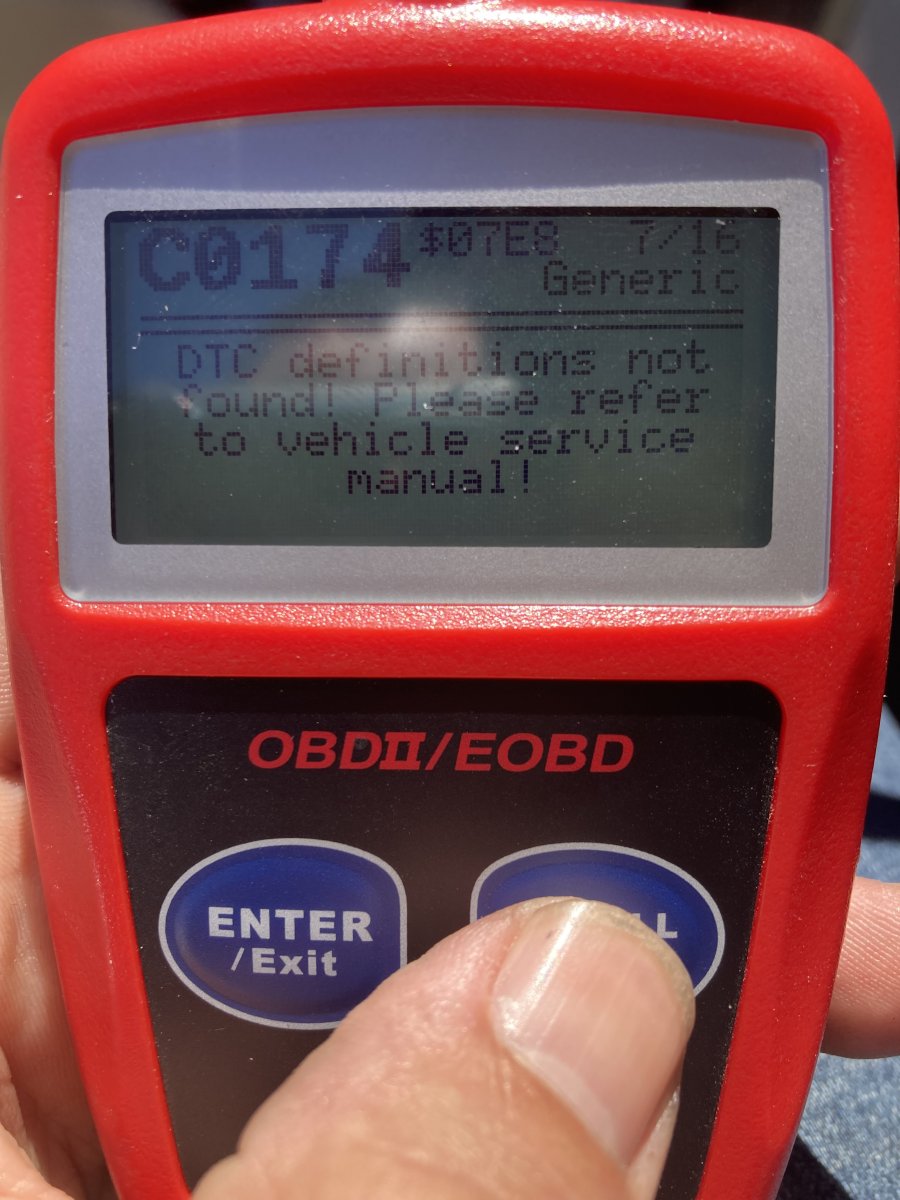 C0174 $07E8 7/16
Generic
DTC definitions not
found! Please refer
to vehicle service
manual!
OBDII/EOBD
ENTER
/Exit